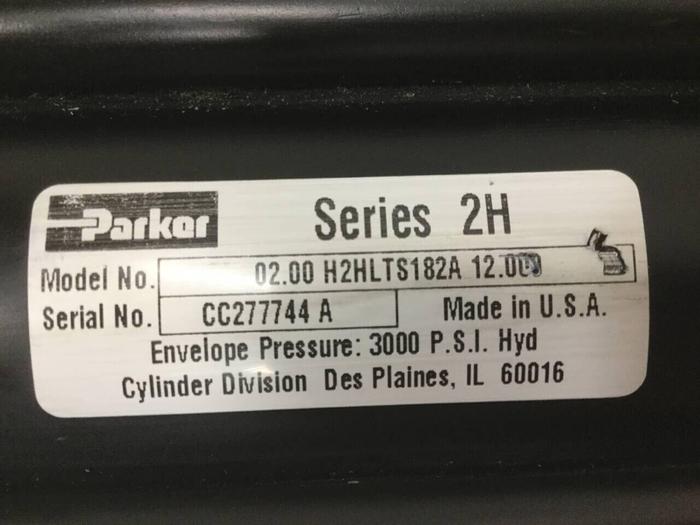 Parker
Series 2H
Model No. 02.00 H2HLTS182A 12.000
Serial No. CC277744 A
Made in U.S.A.
Envelope Pressure: 3000 P.S.I. Hyd
Cylinder Division Des Plaines, IL 60016